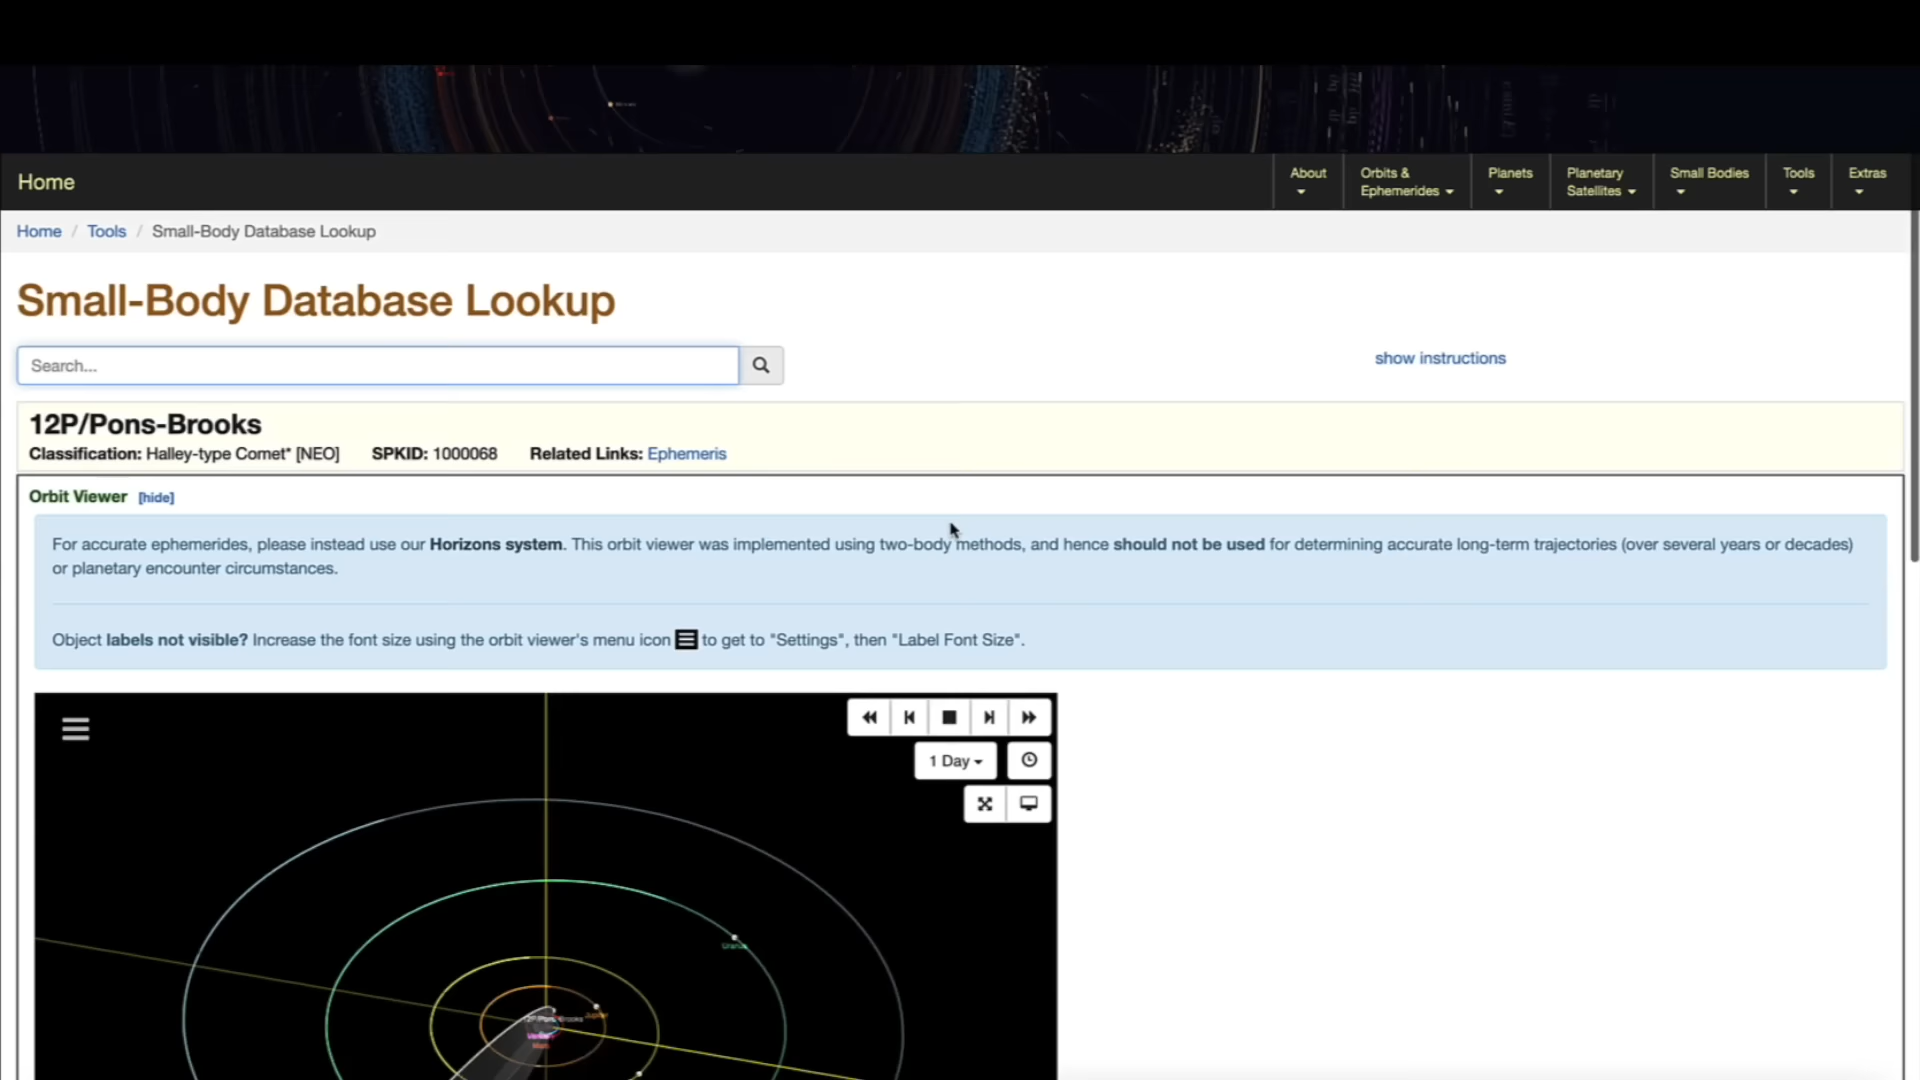 Home
About
Orbits &
Ephemerides
Planets
Planetary
Satellites
Small Bodies
Tools
Extras
Home / Tools / Small-Body Database Lookup
Small-Body Database Lookup
Search...
show instructions
12P/Pons-Brooks
Classification: Halley-type Comet* [NEO] SPKID: 1000068 Related Links: Ephemeris
Orbit Viewer [hide]
For accurate ephemerides, please instead use our Horizons system. This orbit viewer was implemented using two-body methods, and hence should not be used for determining accurate long-term trajectories (over several years or decades)
or planetary encounter circumstances.
Object labels not visible? Increase the font size using the orbit viewer's menu icon to get to "Settings", then "Label Font Size".
1 Day
Uranus
12P/Pons-Brooks
Jupiter